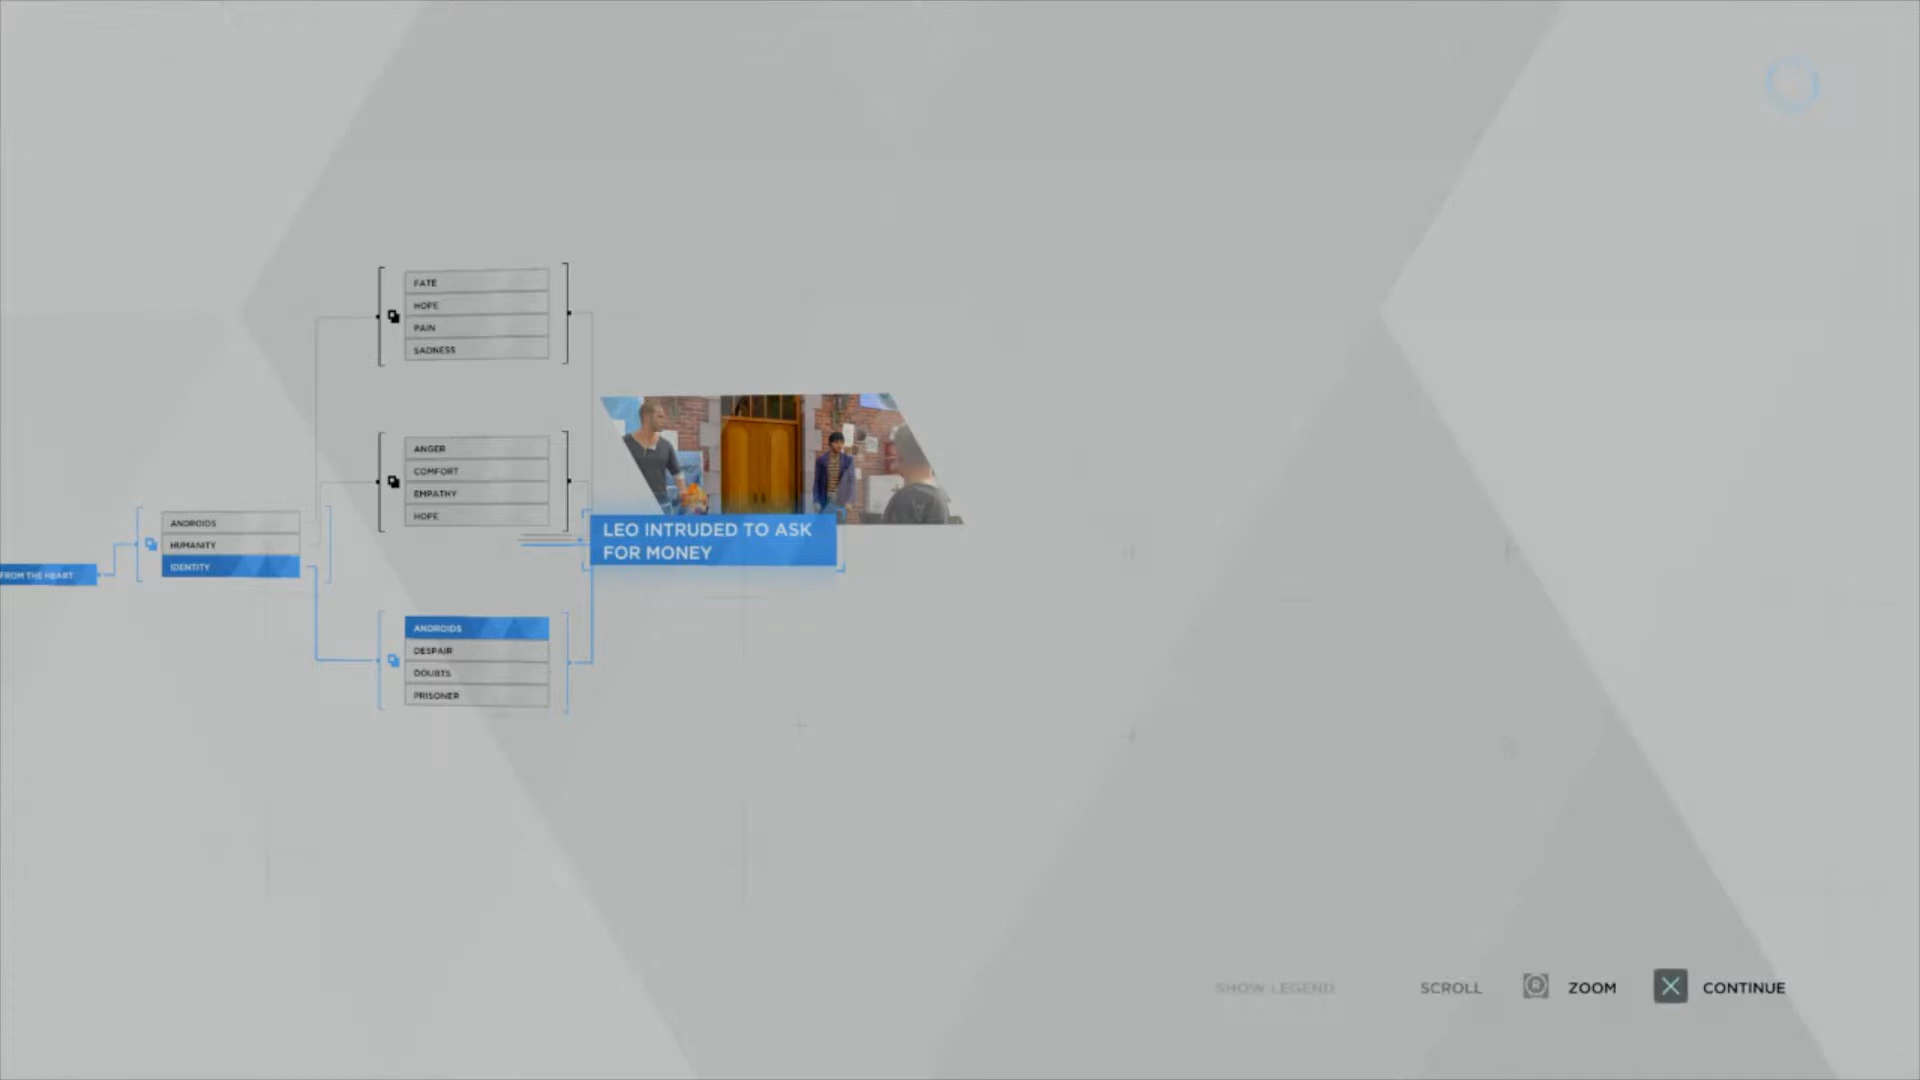 FROM THE HEART
ANDROIDS
HUMANITY
IDENTITY
FATE
HOPE
PAIN
SADNESS
ANGER
COMFORT
EMPATHY
HOPE
ANDROIDS
DESPAIR
DOUBTS
PRISONER
LEO INTRUDED TO ASK
FOR MONEY
SHOW LEGEND
SCROLL
R
ZOOM
CONTINUE